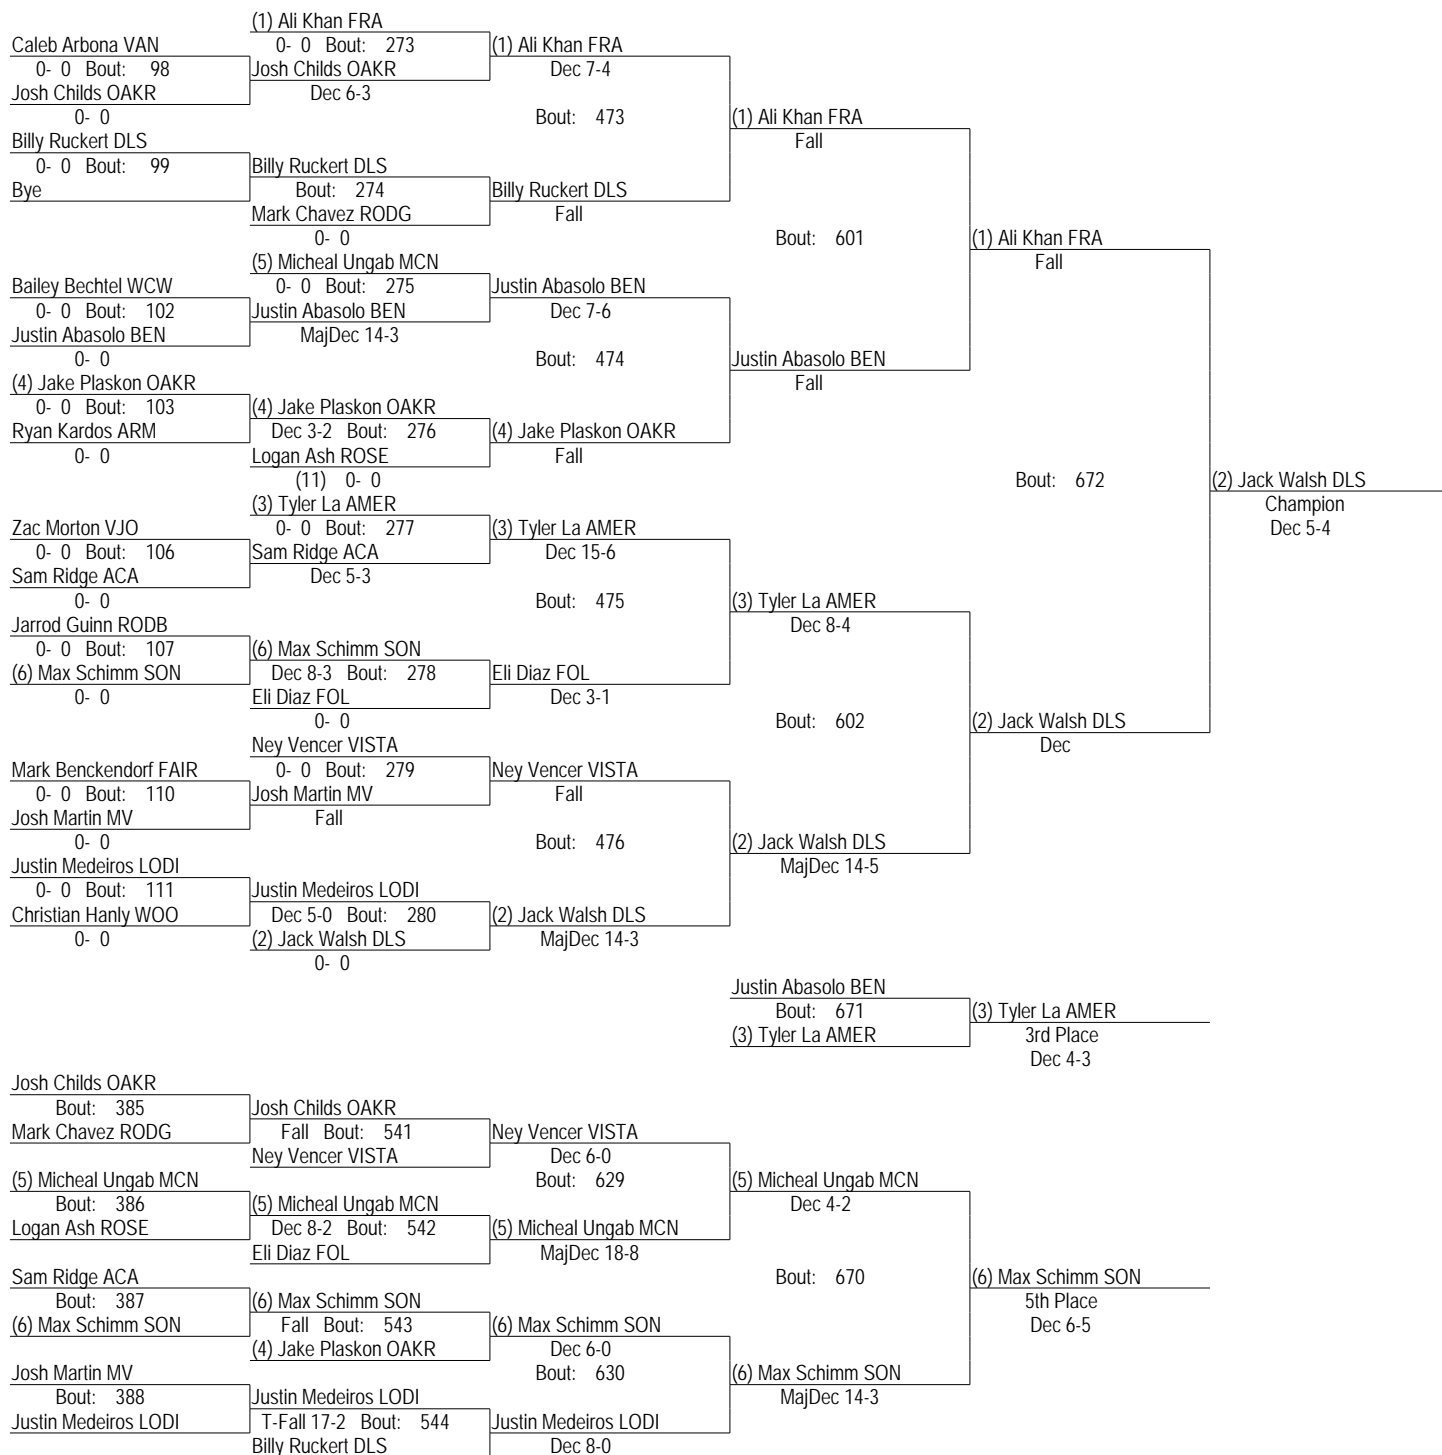 (1) Ali Khan FRA
Caleb Arbona VAN
0- 0 Bout: 273
(1) Ali Khan FRA
0- 0 Bout: 98
Josh Childs OAKR
Dec 7-4
Josh Childs OAKR
Dec 6-3
0- 0
Bout: 473
(1) Ali Khan FRA
Billy Ruckert DLS
Fall
0- 0 Bout: 99
Billy Ruckert DLS
Bye
Bout: 274
Billy Ruckert DLS
Mark Chavez RODG
Fall
0- 0
Bout: 601
(1) Ali Khan FRA
(5) Micheal Ungab MCN
Fall
Bailey Bechtel WCW
0- 0 Bout: 275
Justin Abasolo BEN
0- 0 Bout: 102
Justin Abasolo BEN
Dec 7-6
Justin Abasolo BEN
MajDec 14-3
0- 0
Bout: 474
Justin Abasolo BEN
(4) Jake Plaskon OAKR
Fall
0- 0 Bout: 103
(4) Jake Plaskon OAKR
Ryan Kardos ARM
Dec 3-2 Bout: 276
(4) Jake Plaskon OAKR
0- 0
Logan Ash ROSE
Fall
(11) 0- 0
Bout: 672
(2) Jack Walsh DLS
(3) Tyler La AMER
Champion
Zac Morton VJO
0- 0 Bout: 277
(3) Tyler La AMER
Dec 5-4
0- 0 Bout: 106
Sam Ridge ACA
Dec 15-6
Sam Ridge ACA
Dec 5-3
0- 0
Bout: 475
(3) Tyler La AMER
Jarrod Guinn RODB
Dec 8-4
0- 0 Bout: 107
(6) Max Schimm SON
(6) Max Schimm SON
Dec 8-3 Bout: 278
Eli Diaz FOL
0- 0
Eli Diaz FOL
Dec 3-1
0- 0
Bout: 602
(2) Jack Walsh DLS
Ney Vencer VISTA
Dec
Mark Benckendorf FAIR
0- 0 Bout: 279
Ney Vencer VISTA
0- 0 Bout: 110
Josh Martin MV
Fall
Josh Martin MV
Fall
0- 0
Bout: 476
(2) Jack Walsh DLS
Justin Medeiros LODI
MajDec 14-5
0- 0 Bout: 111
Justin Medeiros LODI
Christian Hanly WOO
Dec 5-0 Bout: 280
(2) Jack Walsh DLS
0- 0
(2) Jack Walsh DLS
MajDec 14-3
0- 0
Justin Abasolo BEN
Bout: 671
(3) Tyler La AMER
(3) Tyler La AMER
3rd Place
Dec 4-3
Josh Childs OAKR
Bout: 385
Josh Childs OAKR
Mark Chavez RODG
Fall Bout: 541
Ney Vencer VISTA
Ney Vencer VISTA
Dec 6-0
(5) Micheal Ungab MCN
Bout: 629
(5) Micheal Ungab MCN
Bout: 386
(5) Micheal Ungab MCN
Dec 4-2
Logan Ash ROSE
Dec 8-2 Bout: 542
(5) Micheal Ungab MCN
Eli Diaz FOL
MajDec 18-8
Sam Ridge ACA
Bout: 670
(6) Max Schimm SON
Bout: 387
(6) Max Schimm SON
5th Place
(6) Max Schimm SON
Fall Bout: 543
(6) Max Schimm SON
Dec 6-5
(4) Jake Plaskon OAKR
Dec 6-0
Josh Martin MV
Bout: 630
(6) Max Schimm SON
Bout: 388
Justin Medeiros LODI
MajDec 14-3
Justin Medeiros LODI
T-Fall 17-2 Bout: 544
Justin Medeiros LODI
Billy Ruckert DLS
Dec 8-0